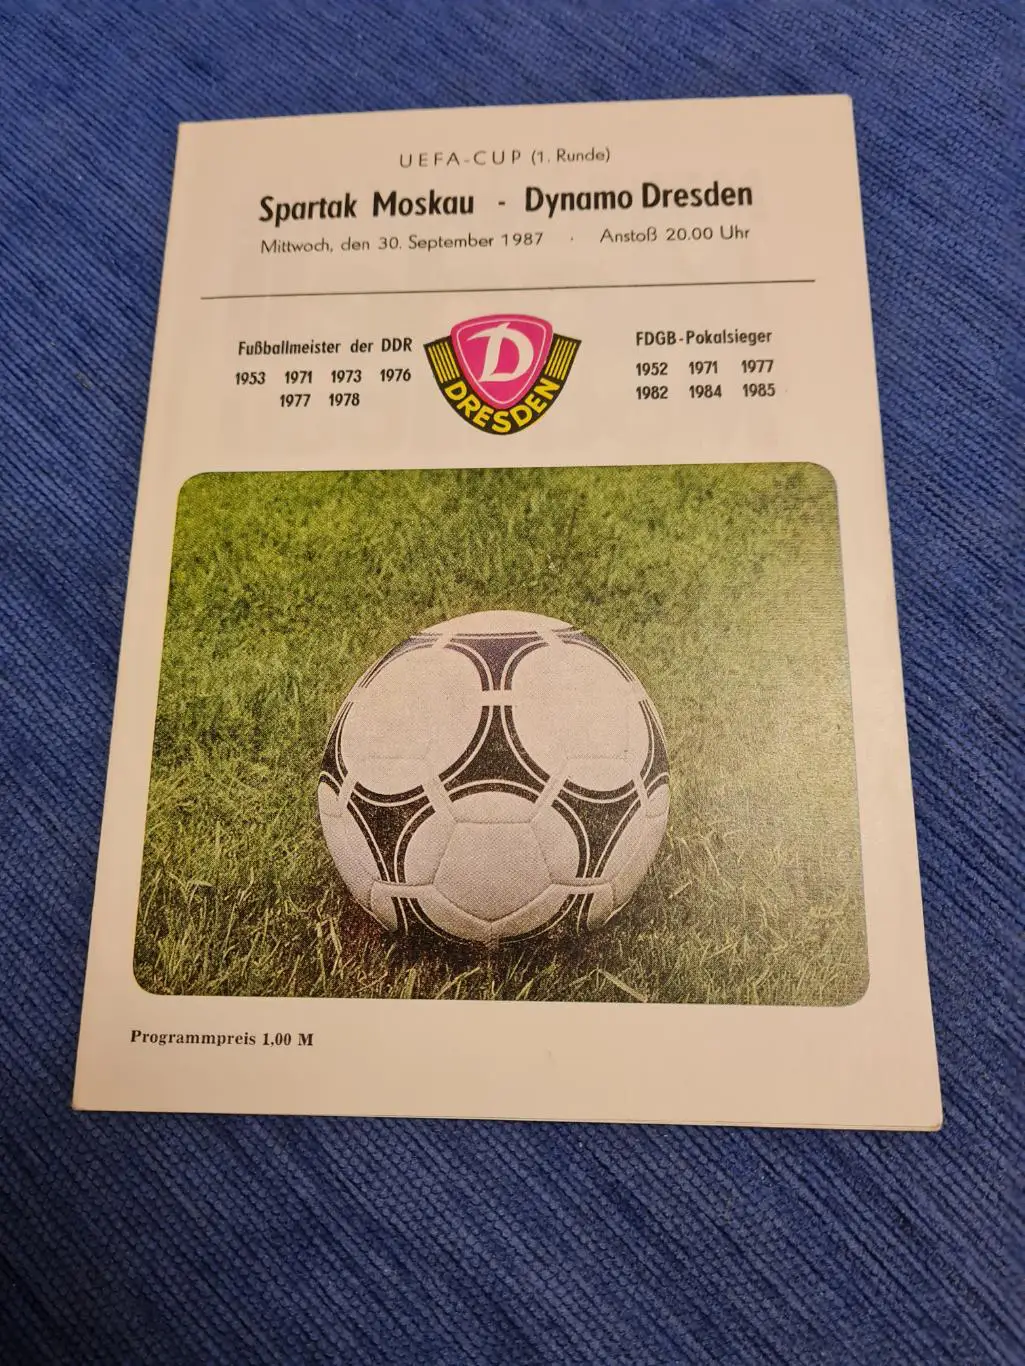 UEFA-CUP (1. Runde)
Spartak Moskau - Dynamo Dresden
Mittwoch, den 30. September 1987 · Anstoß 20.00 Uhr
Fußballmeister der DDR
1953 1971 1973 1976
1977 1978
D
DRESDEN
FDGB-Pokalsieger
1952 1971 1977
1982 1984 1985
Programmpreis 1,00 M